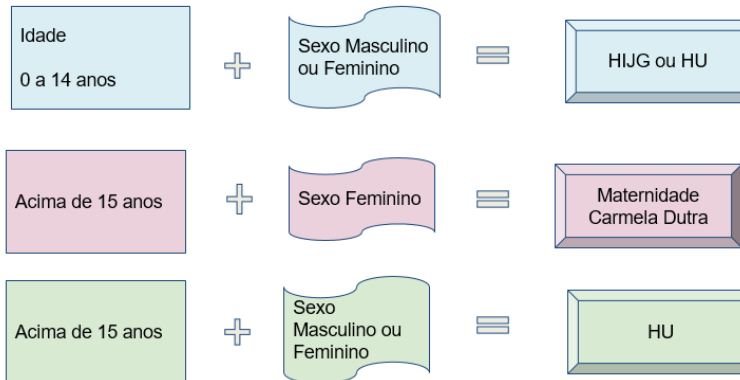 Idade
0 a 14 anos
+
Sexo Masculino
ou Feminino
=
HIJG ou HU
Acima de 15 anos
+
Sexo Feminino
=
Maternidade
Carmela Dutra
Acima de 15 anos
+
Sexo
Masculino ou
Feminino
=
HU